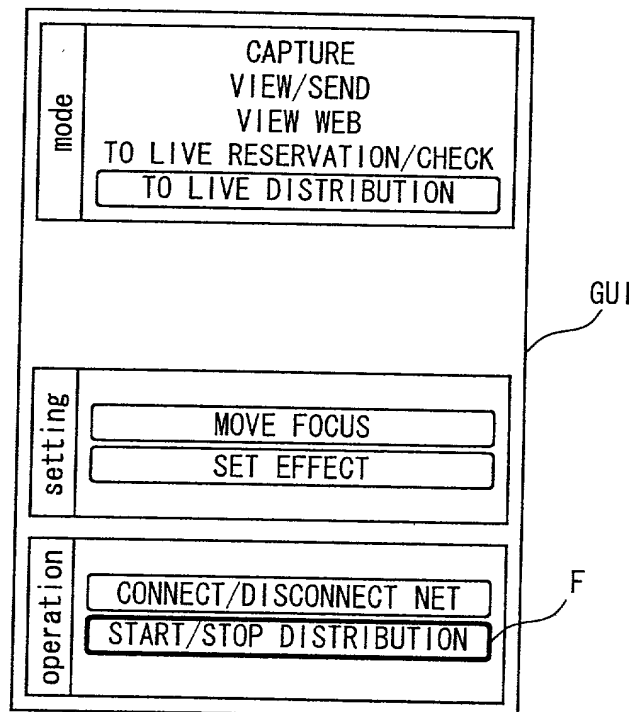 mode
CAPTURE
VIEW/SEND
VIEW WEB
TO LIVE RESERVATION/CHECK
TO LIVE DISTRIBUTION
GUI
setting
MOVE FOCUS
SET EFFECT
operation
CONNECT/DISCONNECT NET
START/STOP DISTRIBUTION
F